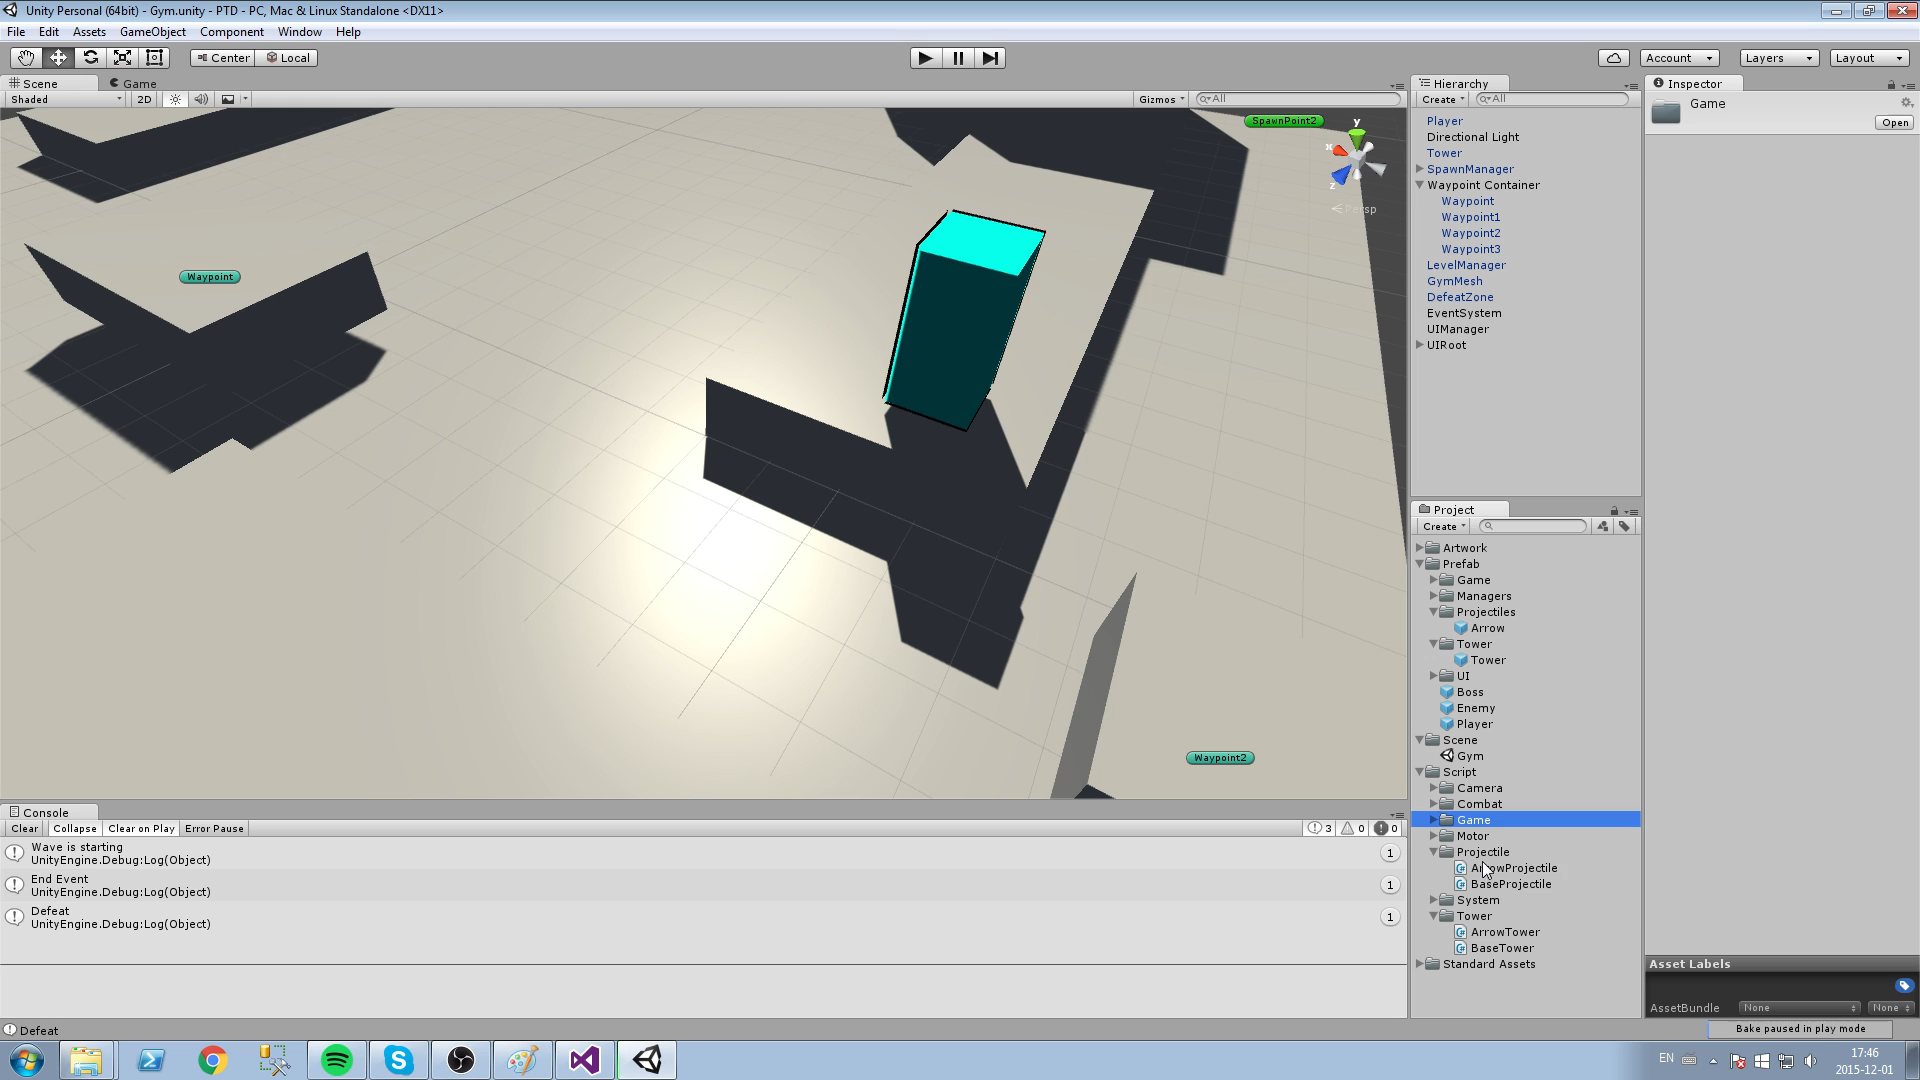 Unity Personal (64bit) - Gym.unity - PTD - PC, Mac & Linux Standalone <DX11>
File Edit Assets GameObject Component Window Help
Center Local Account Layers Layout
Scene Game
Shaded 2D Gizmos All
SpawnPoint2
y
x
z
Persp
Waypoint
Waypoint2
Hierarchy
Create All
Player
Directional Light
Tower
SpawnManager
Waypoint Container
Waypoint
Waypoint1
Waypoint2
Waypoint3
LevelManager
GymMesh
DefeatZone
EventSystem
UIManager
UIRoot
Inspector
Game
Open
Project
Create
Artwork
Prefab
Game
Managers
Projectiles
Arrow
Tower
Tower
UI
Boss
Enemy
Player
Scene
Gym
Script
Camera
Combat
Game
Motor
Projectile
ArrowProjectile
BaseProjectile
System
Tower
ArrowTower
BaseTower
Standard Assets
Asset Labels
AssetBundle None None
Bake paused in play mode
Console
Clear Collapse Clear on Play Error Pause 3 0 0
Wave is starting
UnityEngine.Debug:Log(Object)
1
End Event
UnityEngine.Debug:Log(Object)
1
Defeat
UnityEngine.Debug:Log(Object)
1
Defeat
EN
17:46
2015-12-01